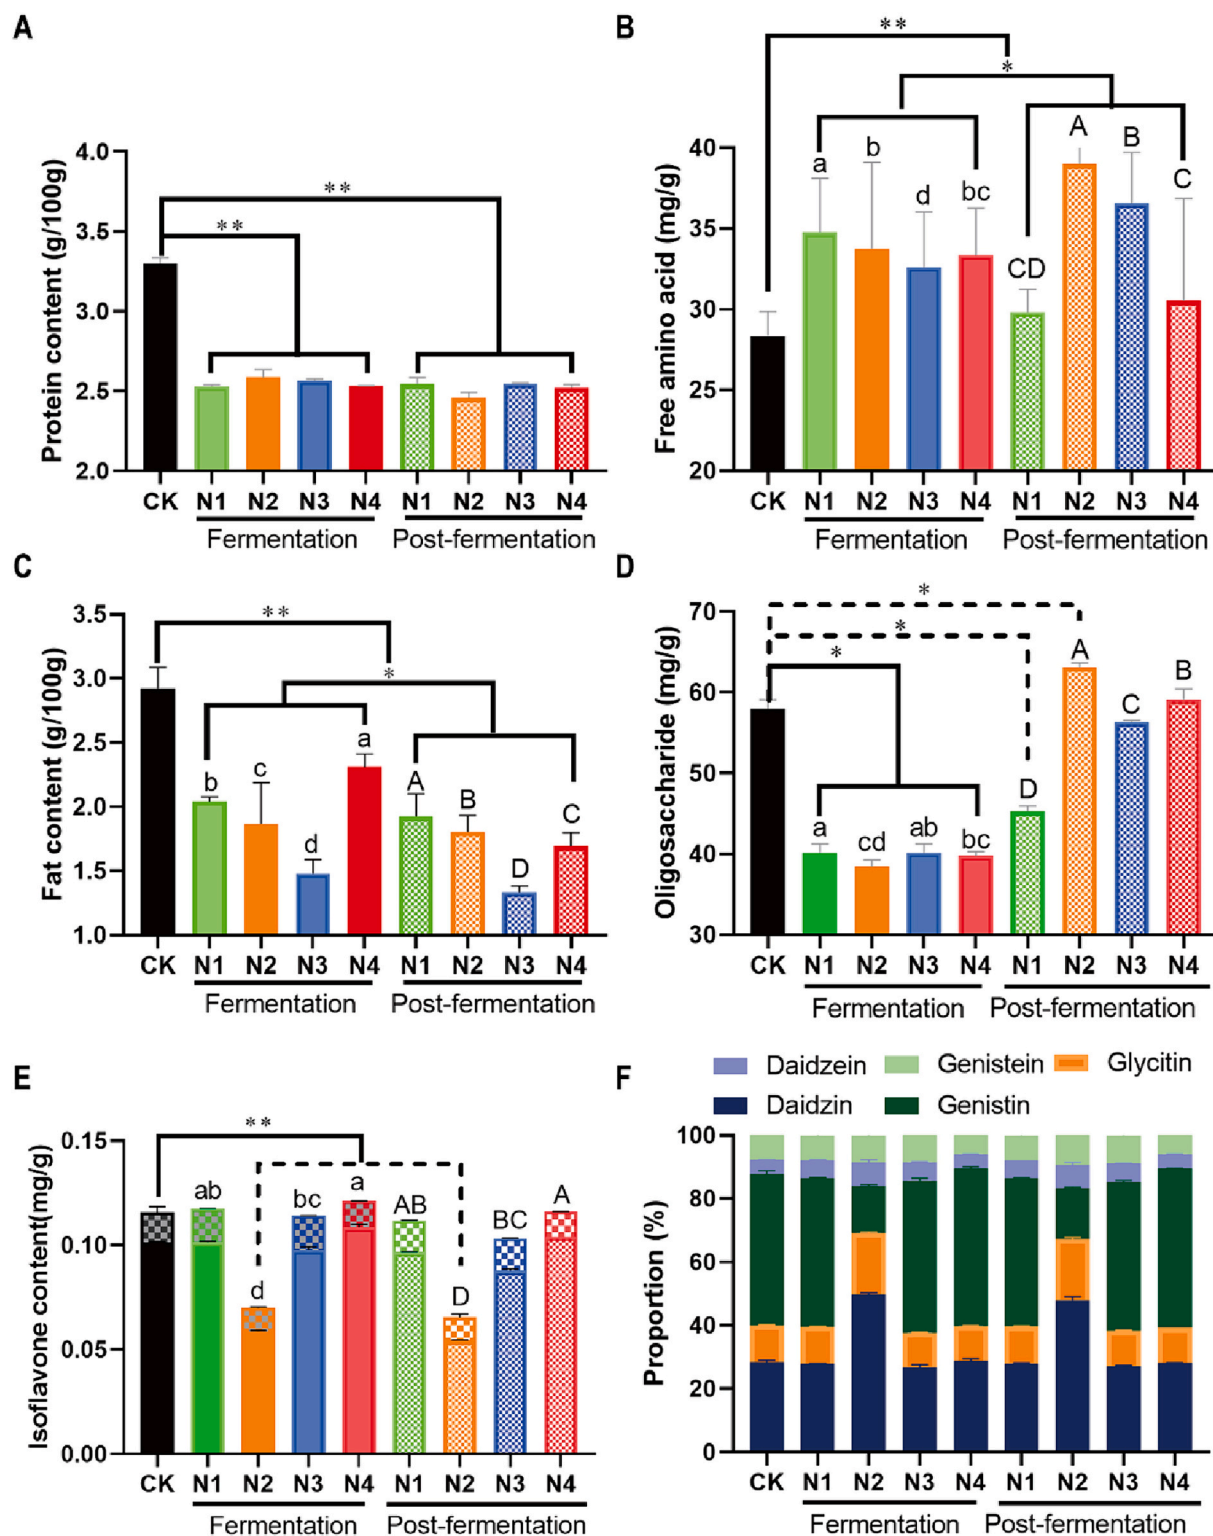 A
Protein content (g/100g)
4.0
3.5
3.0
2.5
2.0
**
**
CK N1 N2 N3 N4 N1 N2 N3 N4
Fermentation Post-fermentation
B
Free amino acid (mg/g)
40
35
30
25
20
**
*
a b d bc CD A B C
CK N1 N2 N3 N4 N1 N2 N3 N4
Fermentation Post-fermentation
C
Fat content (g/100g)
3.5
3.0
2.5
2.0
1.5
1.0
**
*
b c d a A B D C
CK N1 N2 N3 N4 N1 N2 N3 N4
Fermentation Post-fermentation
D
Oligosaccharide (mg/g)
70
60
50
40
30
*
*
*
a cd ab bc D A C B
CK N1 N2 N3 N4 N1 N2 N3 N4
Fermentation Post-fermentation
E
Isoflavone content(mg/g)
0.15
0.10
0.05
0.00
**
ab d bc a AB D BC A
CK N1 N2 N3 N4 N1 N2 N3 N4
Fermentation Post-fermentation
F
Daidzein Genistein Glycitin
Daidzin Genistin
Proportion (%)
100
80
60
40
20
0
CK N1 N2 N3 N4 N1 N2 N3 N4
Fermentation Post-fermentation